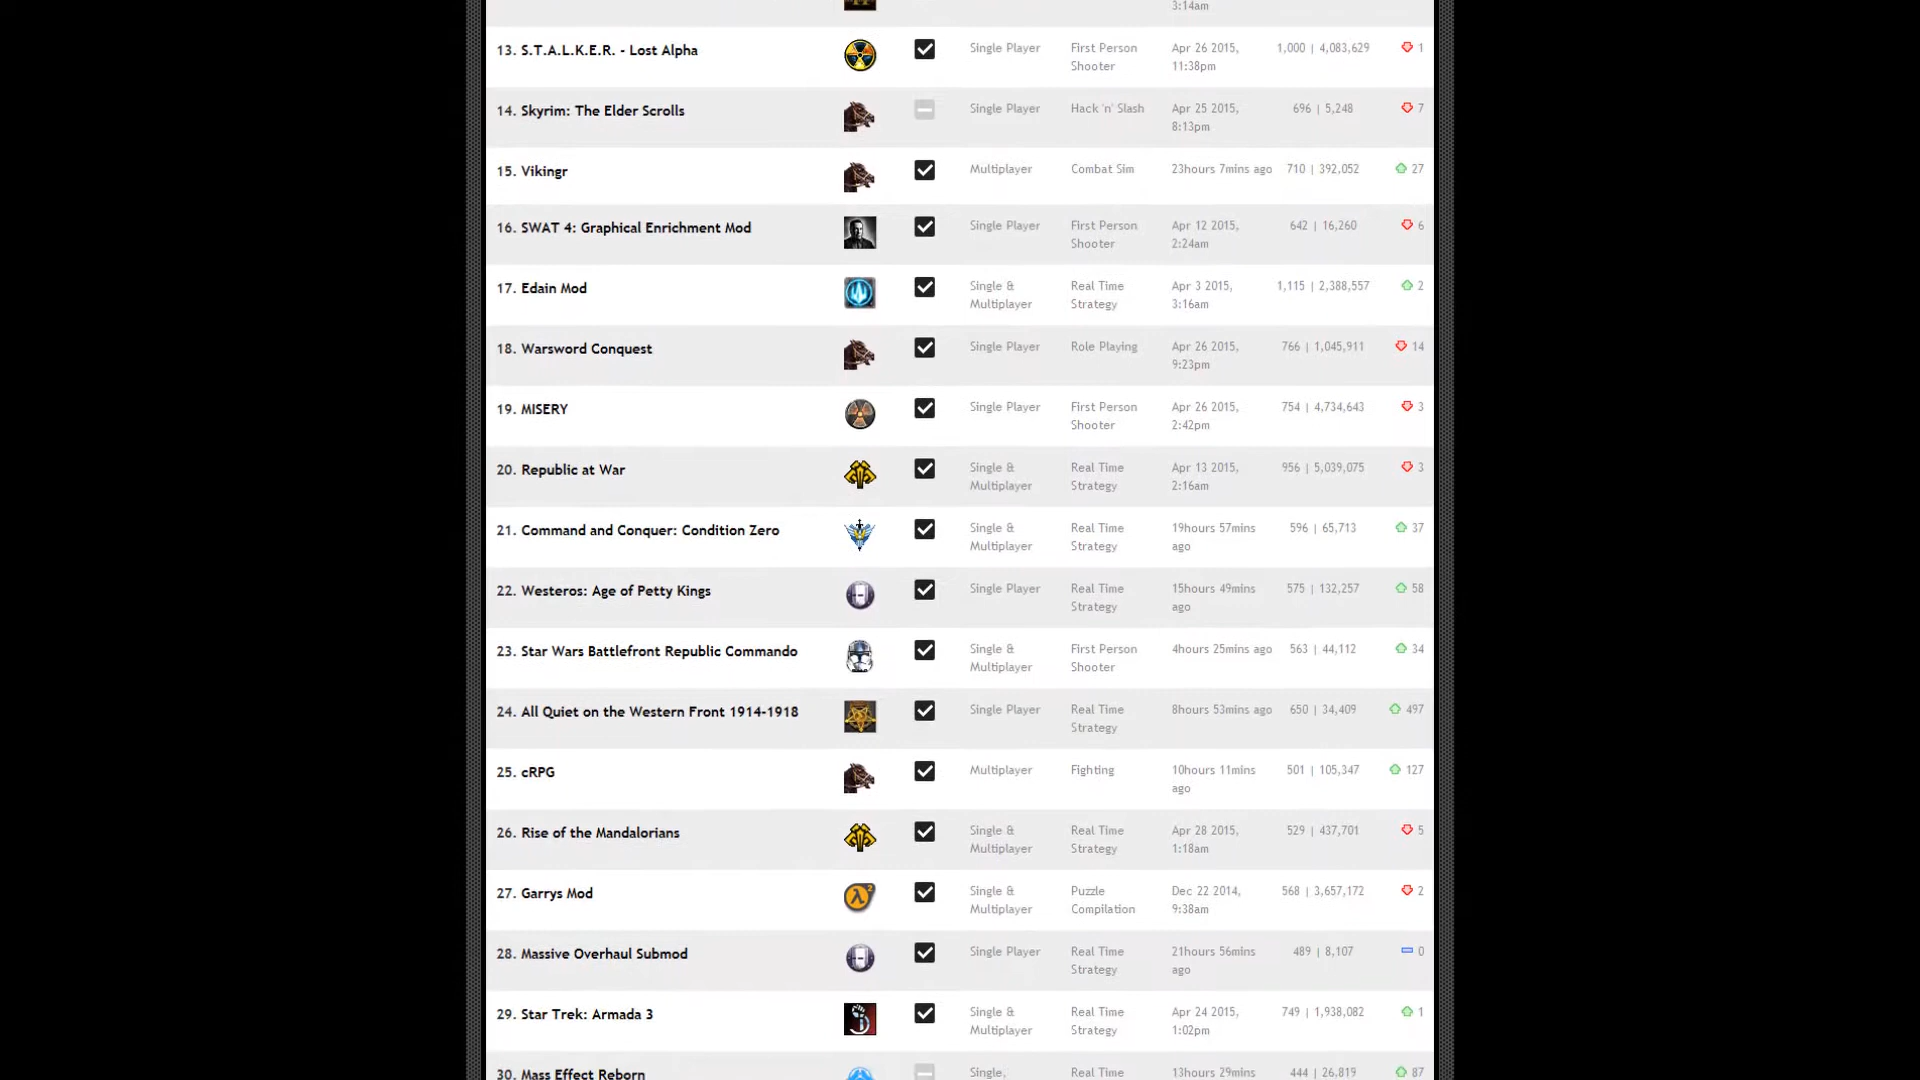 3:14am
13. S.T.A.L.K.E.R. - Lost Alpha Single Player First Person Shooter Apr 26 2015, 11:38pm 1,000 | 4,083,629 1
14. Skyrim: The Elder Scrolls Single Player Hack 'n' Slash Apr 25 2015, 8:13pm 696 | 5,248 7
15. Vikingr Multiplayer Combat Sim 23hours 7mins ago 710 | 392,052 27
16. SWAT 4: Graphical Enrichment Mod Single Player First Person Shooter Apr 12 2015, 2:24am 642 | 16,260 6
17. Edain Mod Single & Multiplayer Real Time Strategy Apr 3 2015, 3:16am 1,115 | 2,388,557 2
18. Warsword Conquest Single Player Role Playing Apr 26 2015, 9:23pm 766 | 1,045,911 14
19. MISERY Single Player First Person Shooter Apr 26 2015, 2:42pm 754 | 4,734,643 3
20. Republic at War Single & Multiplayer Real Time Strategy Apr 13 2015, 2:16am 956 | 5,039,075 3
21. Command and Conquer: Condition Zero Single & Multiplayer Real Time Strategy 19hours 57mins ago 596 | 65,713 37
22. Westeros: Age of Petty Kings Single Player Real Time Strategy 15hours 49mins ago 575 | 132,257 58
23. Star Wars Battlefront Republic Commando Single & Multiplayer First Person Shooter 4hours 25mins ago 563 | 44,112 34
24. All Quiet on the Western Front 1914-1918 Single Player Real Time Strategy 8hours 53mins ago 650 | 34,409 497
25. cRPG Multiplayer Fighting 10hours 11mins ago 501 | 105,347 127
26. Rise of the Mandalorians Single & Multiplayer Real Time Strategy Apr 28 2015, 1:18am 529 | 437,701 5
27. Garrys Mod Single & Multiplayer Puzzle Compilation Dec 22 2014, 9:38am 568 | 3,657,172 2
28. Massive Overhaul Submod Single Player Real Time Strategy 21hours 56mins ago 489 | 8,107 0
29. Star Trek: Armada 3 Single & Multiplayer Real Time Strategy Apr 24 2015, 1:02pm 749 | 1,938,082 1
30. Mass Effect Reborn Single, Real Time 13hours 29mins 444 | 26,819 87